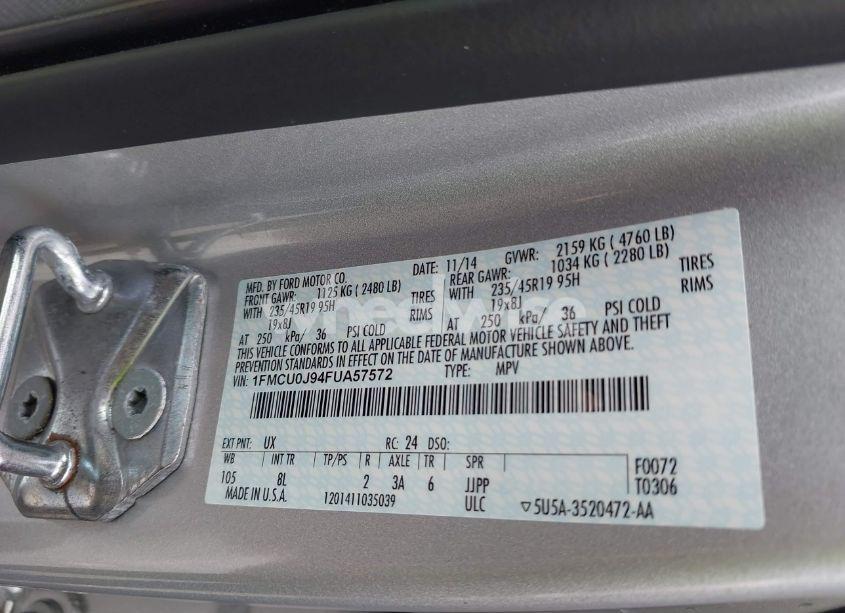 MFD. BY FORD MOTOR CO. DATE: 11/14 GVWR: 2159 KG ( 4760 LB)
FRONT GAWR: 1125 KG ( 2480 LB) REAR GAWR: 1034 KG ( 2280 LB)
WITH 235/45R19 95H TIRES WITH 235/45R19 95H TIRES
19x8J RIMS 19x8J RIMS
AT 250 kPa/ 36 PSI COLD AT 250 kPa/ 36 PSI COLD
THIS VEHICLE CONFORMS TO ALL APPLICABLE FEDERAL MOTOR VEHICLE SAFETY AND THEFT
PREVENTION STANDARDS IN EFFECT ON THE DATE OF MANUFACTURE SHOWN ABOVE.
VIN: 1FMCU0J94FUA57572 TYPE: MPV
EXT PNT: UX RC: 24 DSO:
WB INT TR TP/PS R AXLE TR SPR F0072
105 8L 2 3A 6 JJPP T0306
MADE IN U.S.A. 1201411035039 ULC ▽5U5A-3520472-AA